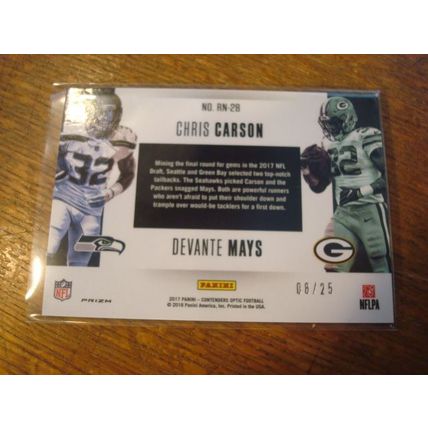 NO. RN-28
CHRIS CARSON
Mining the final round for gems in the 2017 NFL
Draft, Seattle and Green Bay selected two top-notch
tailbacks. The Seahawks picked Carson and the
Packers snagged Mays. Both are powerful runners
who aren't afraid to put their shoulder down and
trample over would-be tacklers for a first down.
32
32
G
DEVANTE MAYS
G
NFL
PRIZM
PANINI
2017 PANINI - CONTENDERS OPTIC FOOTBALL
© 2018 Panini America, Inc. Printed in the USA.
08/25
NFLPA